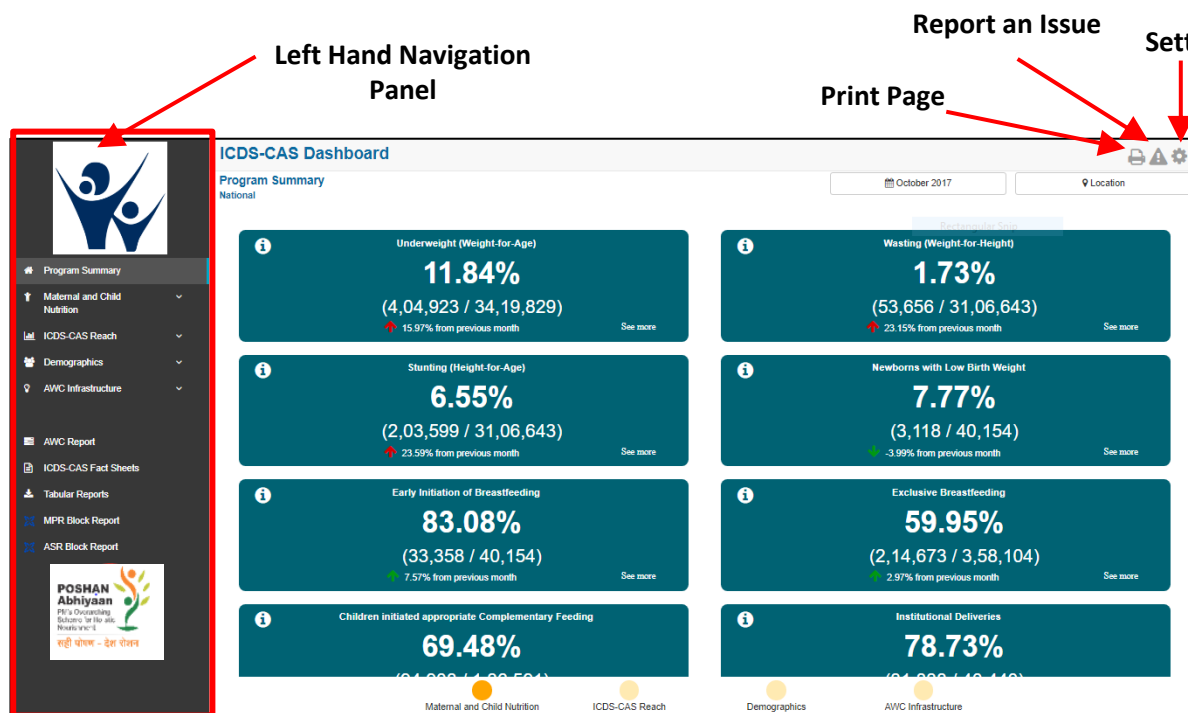 Report an Issue
Sett
Left Hand Navigation
Panel
Print Page
ICDS-CAS Dashboard
Program Summary
National
October 2017
Location
Rectangular Snip
Program Summary
Maternal and Child
Nutrition
ICDS-CAS Reach
Demographics
AWC Infrastructure
AWC Report
ICDS-CAS Fact Sheets
Tabular Reports
MPR Block Report
ASR Block Report
POSHAN
Abhiyaan
PM's Overarching
Scheme for Holistic
Nourishment
सही पोषण - देश रोशन
Underweight (Weight-for-Age)
11.84%
(4,04,923 / 34,19,829)
15.97% from previous month See more
Wasting (Weight-for-Height)
1.73%
(53,656 / 31,06,643)
23.15% from previous month See more
Stunting (Height-for-Age)
6.55%
(2,03,599 / 31,06,643)
23.59% from previous month See more
Newborns with Low Birth Weight
7.77%
(3,118 / 40,154)
-3.99% from previous month See more
Early Initiation of Breastfeeding
83.08%
(33,358 / 40,154)
7.57% from previous month See more
Exclusive Breastfeeding
59.95%
(2,14,673 / 3,58,104)
2.97% from previous month See more
Children initiated appropriate Complementary Feeding
69.48%
Institutional Deliveries
78.73%
Maternal and Child Nutrition
ICDS-CAS Reach
Demographics
AWC Infrastructure